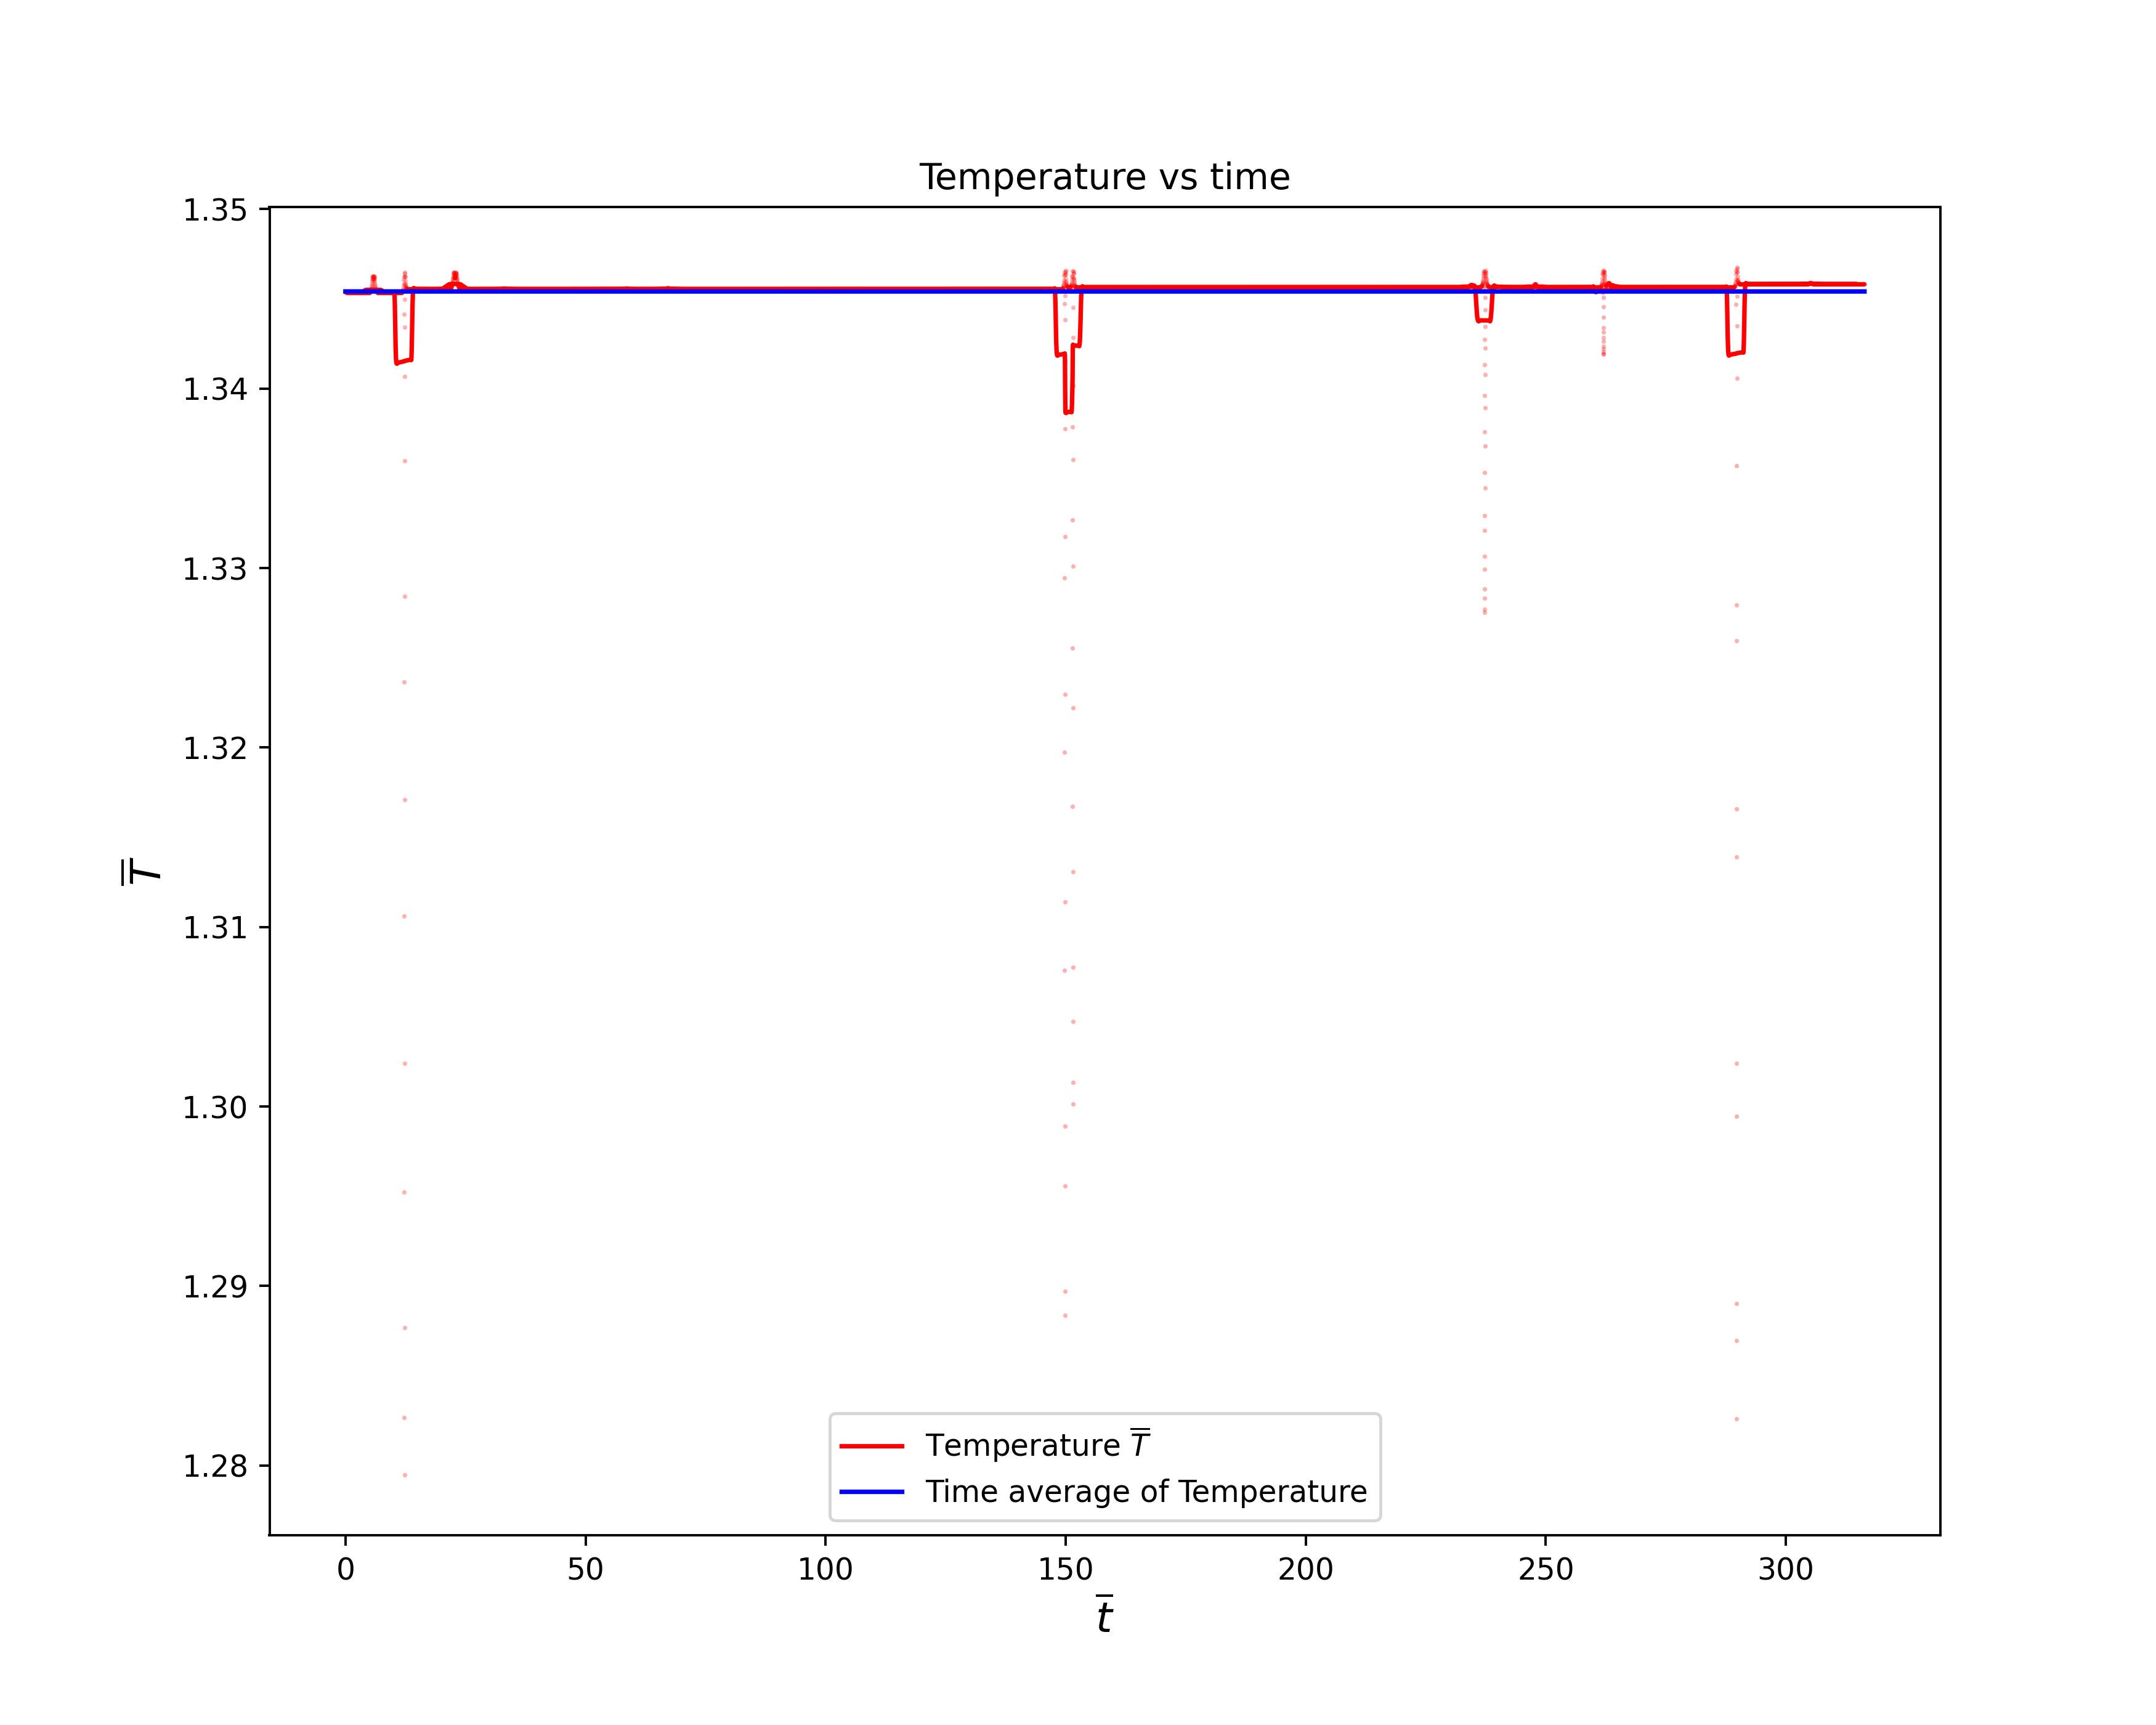 Temperature vs time
1.35
1.34
1.33
1.32
1.31
1.30
1.29
1.28
T̅
0 50 100 150 200 250 300
t̅
Temperature T̅
Time average of Temperature